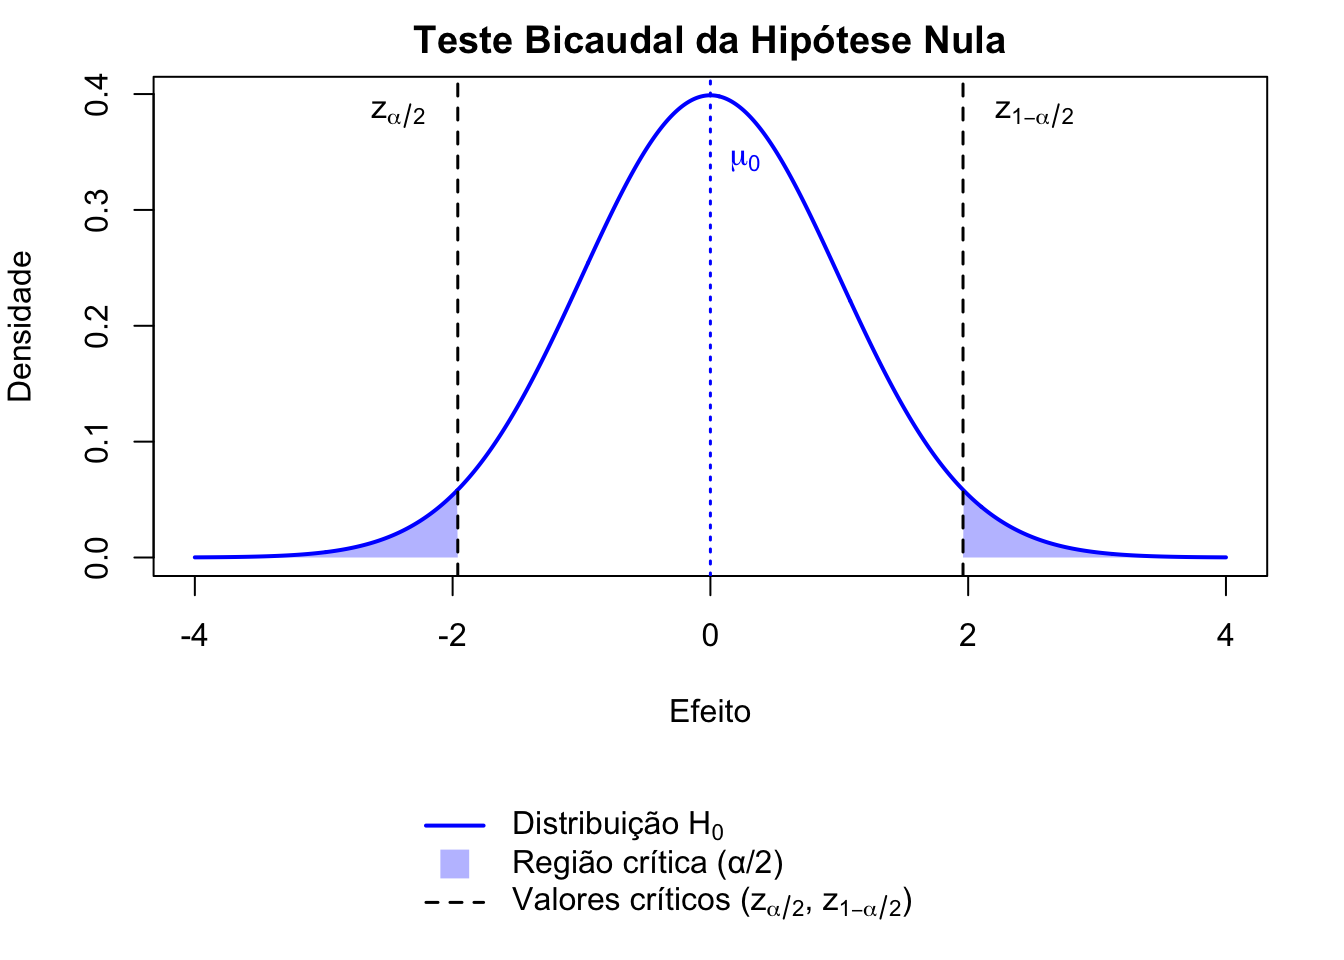 Teste Bicaudal da Hipótese Nula
zα/2
z1−α/2
μ0
0.4
0.3
0.2
0.1
0.0
Densidade
-4
-2
0
2
4
Efeito
Distribuição H0
Região crítica (α/2)
Valores críticos (zα/2, z1−α/2)